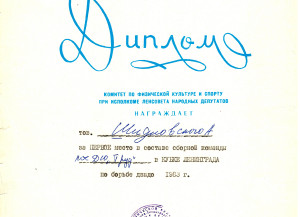 Диплом
КОМИТЕТ ПО ФИЗИЧЕСКОЙ КУЛЬТУРЕ И СПОРТУ
ПРИ ИСПОЛКОМЕ ЛЕНСОВЕТА НАРОДНЫХ ДЕПУТАТОВ
НАГРАЖДАЕТ
тов.
за ПЕРВОЕ место в составе сборной команды
в КУБКЕ ЛЕНИНГРАДА
по борьбе дзюдо 1983 г.